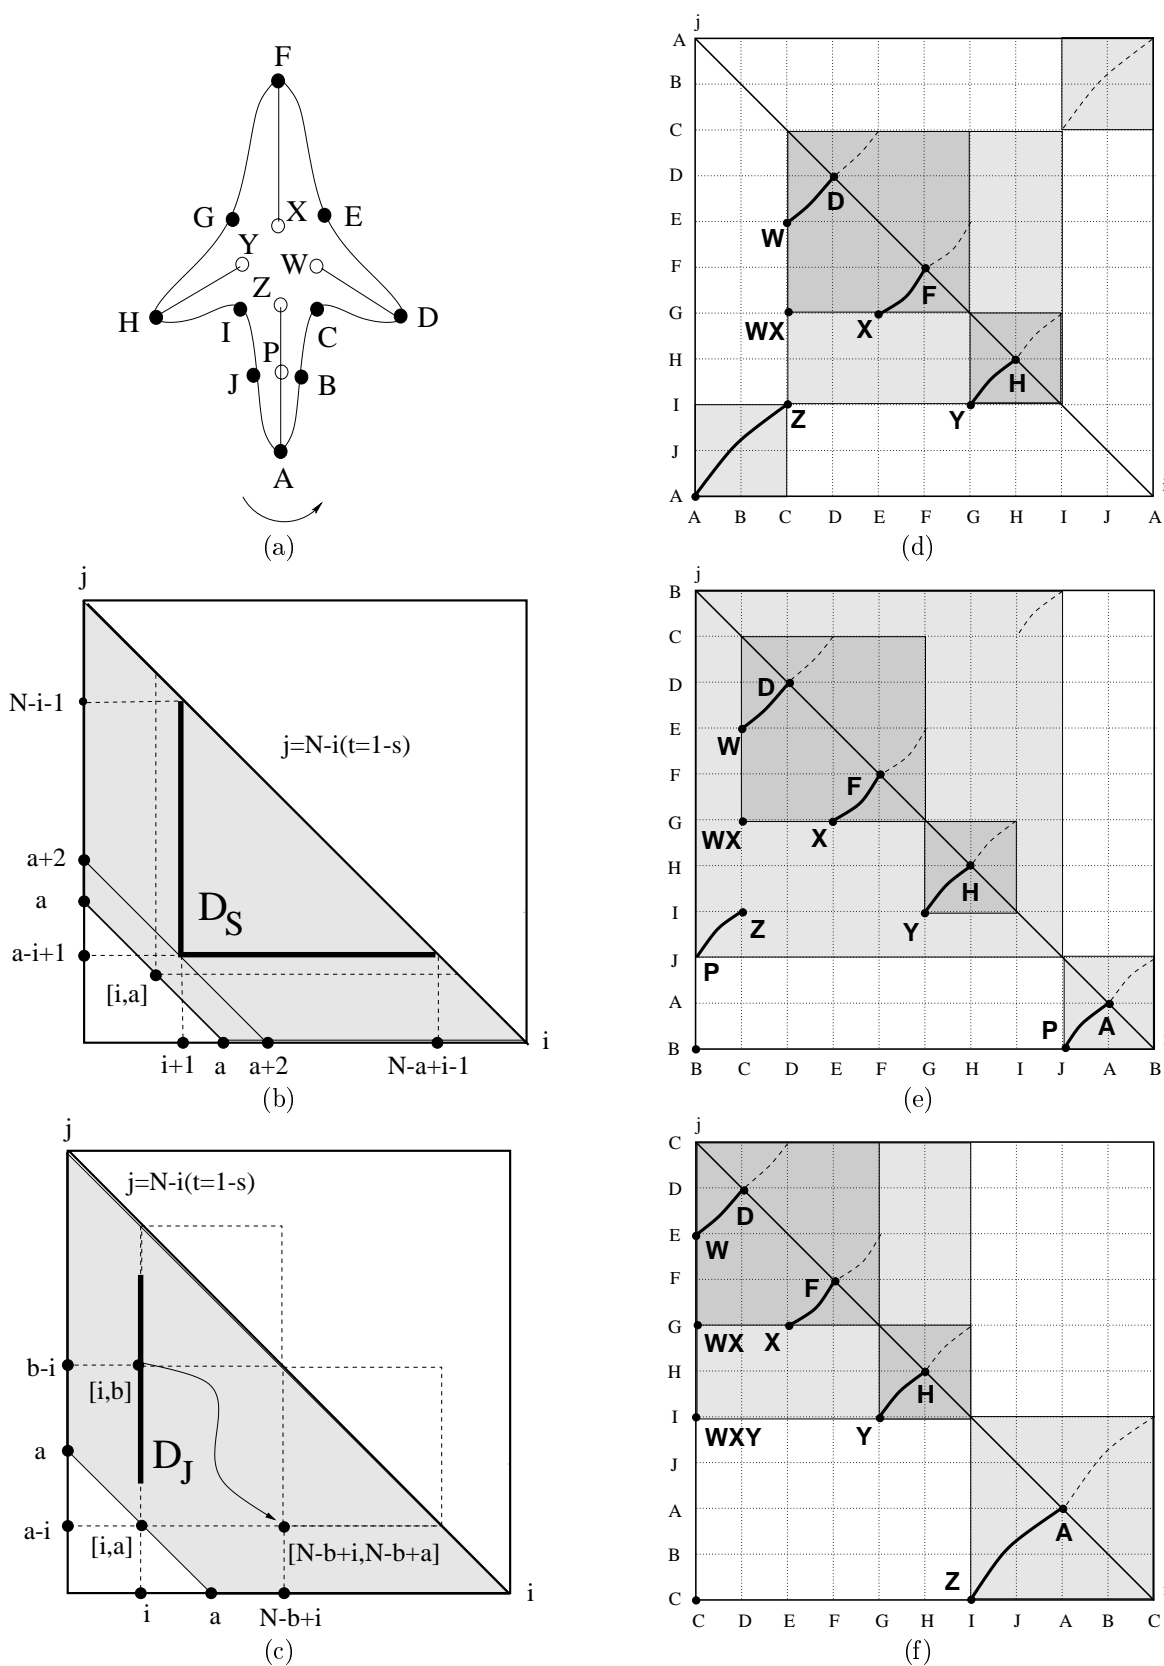 F
G
X
E
Y
W
Z
H
I
C
D
P
J
B
A
(a)
j
N-i-1
j=N-i(t=1-s)
a+2
a
D_S
a-i+1
[i,a]
i
i+1 a a+2 N-a+i-1
(b)
j
j=N-i(t=1-s)
b-i
[i,b]
a
D_J
a-i
[i,a]
[N-b+i,N-b+a]
i
i a N-b+i
(c)
j
A
B
C
D
D
E
W
F
F
G
WX
X
H
H
I
Z
Y
J
A
i
A B C D E F G H I J A
(d)
j
B
C
D
D
E
W
F
F
G
WX
X
H
H
I
Z
Y
J
P
A
P
A
B
B C D E F G H I J A B
(e)
j
C
D
D
E
W
F
F
G
WX
X
H
H
I
WXY
Y
J
A
A
B
Z
C
C D E F G H I J A B C
(f)